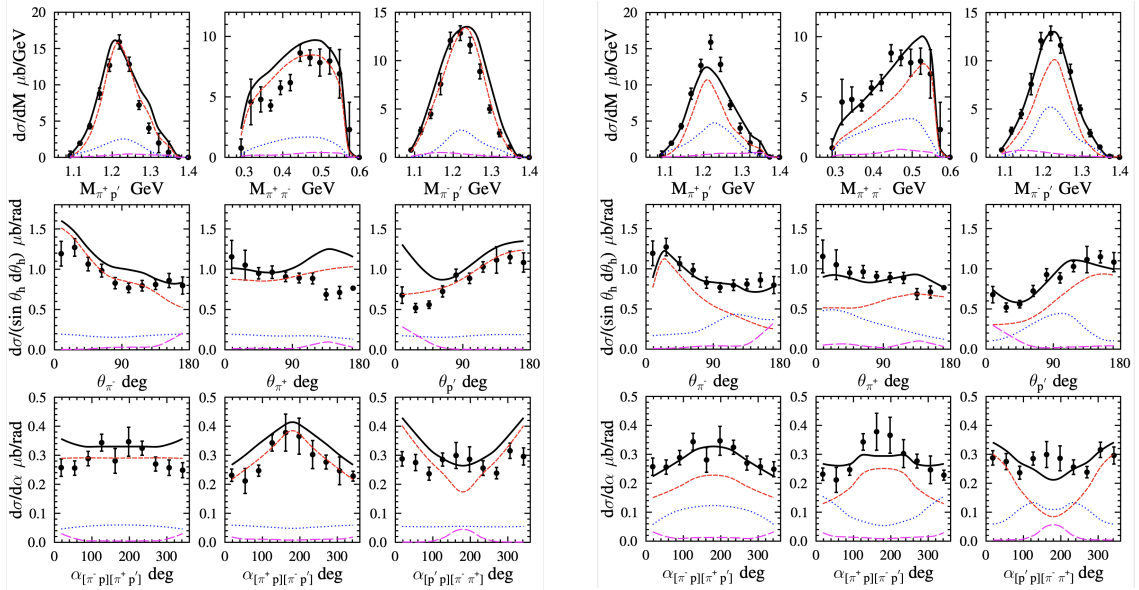 dσ/dM μb/GeV
20
15
10
5
0
1.1 1.2 1.3 1.4
M_{π⁺p′} GeV
10
5
0
0.3 0.4 0.5 0.6
M_{π⁺π⁻} GeV
15
10
5
0
1.1 1.2 1.3 1.4
M_{π⁻p′} GeV
dσ/(sin θ_h dθ_h) μb/rad
1.5
1.0
0.5
0.0
0 90
θ_{π⁻} deg
1.5
1.0
0.5
0.0
0 90
θ_{π⁺} deg
1.5
1.0
0.5
0.0
0 90 180
θ_{p′} deg
dσ/dα μb/rad
0.5
0.4
0.3
0.2
0.1
0.0
0 100 200 300
α_{[π⁻p][π⁺p′]} deg
0.5
0.4
0.3
0.2
0.1
0.0
0 100 200 300
α_{[π⁺p][π⁻p′]} deg
0.5
0.4
0.3
0.2
0.1
0.0
0 100 200 300
α_{[p′p][π⁻π⁺]} deg
dσ/dM μb/GeV
20
15
10
5
0
1.1 1.2 1.3 1.4
M_{π⁺p′} GeV
10
5
0
0.3 0.4 0.5 0.6
M_{π⁺π⁻} GeV
15
10
5
0
1.1 1.2 1.3 1.4
M_{π⁻p′} GeV
dσ/(sin θ_h dθ_h) μb/rad
1.5
1.0
0.5
0.0
0 90 180
θ_{π⁻} deg
1.5
1.0
0.5
0.0
0 90 180
θ_{π⁺} deg
1.5
1.0
0.5
0.0
0 90 180
θ_{p′} deg
dσ/dα μb/rad
0.5
0.4
0.3
0.2
0.1
0.0
0 100 200 300
α_{[π⁻p][π⁺p′]} deg
0.5
0.4
0.3
0.2
0.1
0.0
0 100 200 300
α_{[π⁺p][π⁻p′]} deg
0.5
0.4
0.3
0.2
0.1
0.0
0 100 200 300
α_{[p′p][π⁻π⁺]} deg